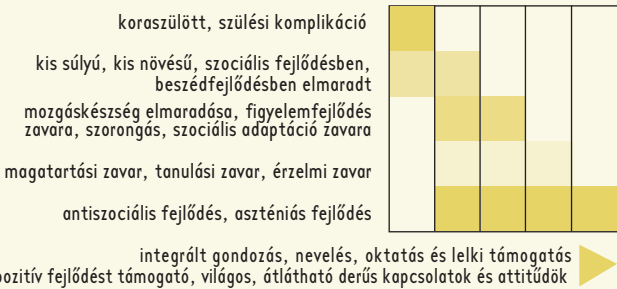 koraszülött, szülési komplikáció
kis súlyú, kis növésű, szociális fejlődésben,
beszédfejlődésben elmaradt
mozgáskészség elmaradása, figyelemfejlődés
zavara, szorongás, szociális adaptáció zavara
magatartási zavar, tanulási zavar, érzelmi zavar
antiszociális fejlődés, aszténiás fejlődés
integrált gondozás, nevelés, oktatás és lelki támogatás
pozitív fejlődést támogató, világos, átlátható derűs kapcsolatok és attitűdök